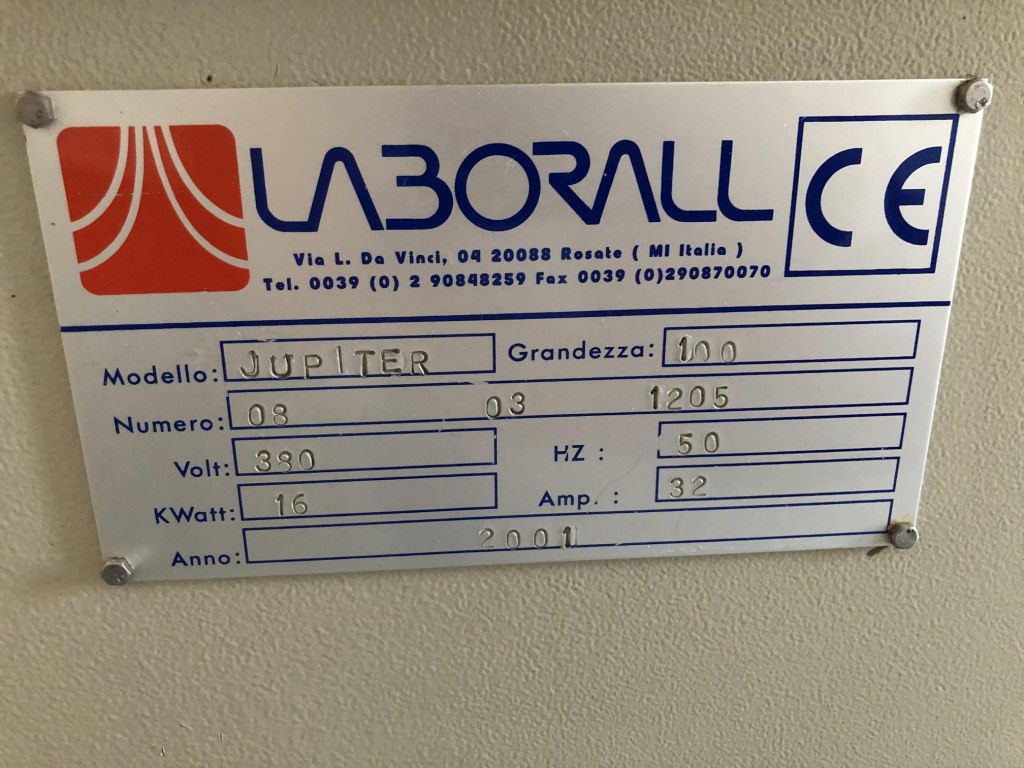 LABORALL
CE
Via L. Da Vinci, 04 20088 Rosate ( MI Italia )
Tel. 0039 (0) 2 90848259 Fax 0039 (0)290870070
Modello: JUPITER Grandezza: 100
Numero: 08 03 1205
Volt: 380 HZ : 50
KWatt: 16 Amp. : 32
Anno: 2001